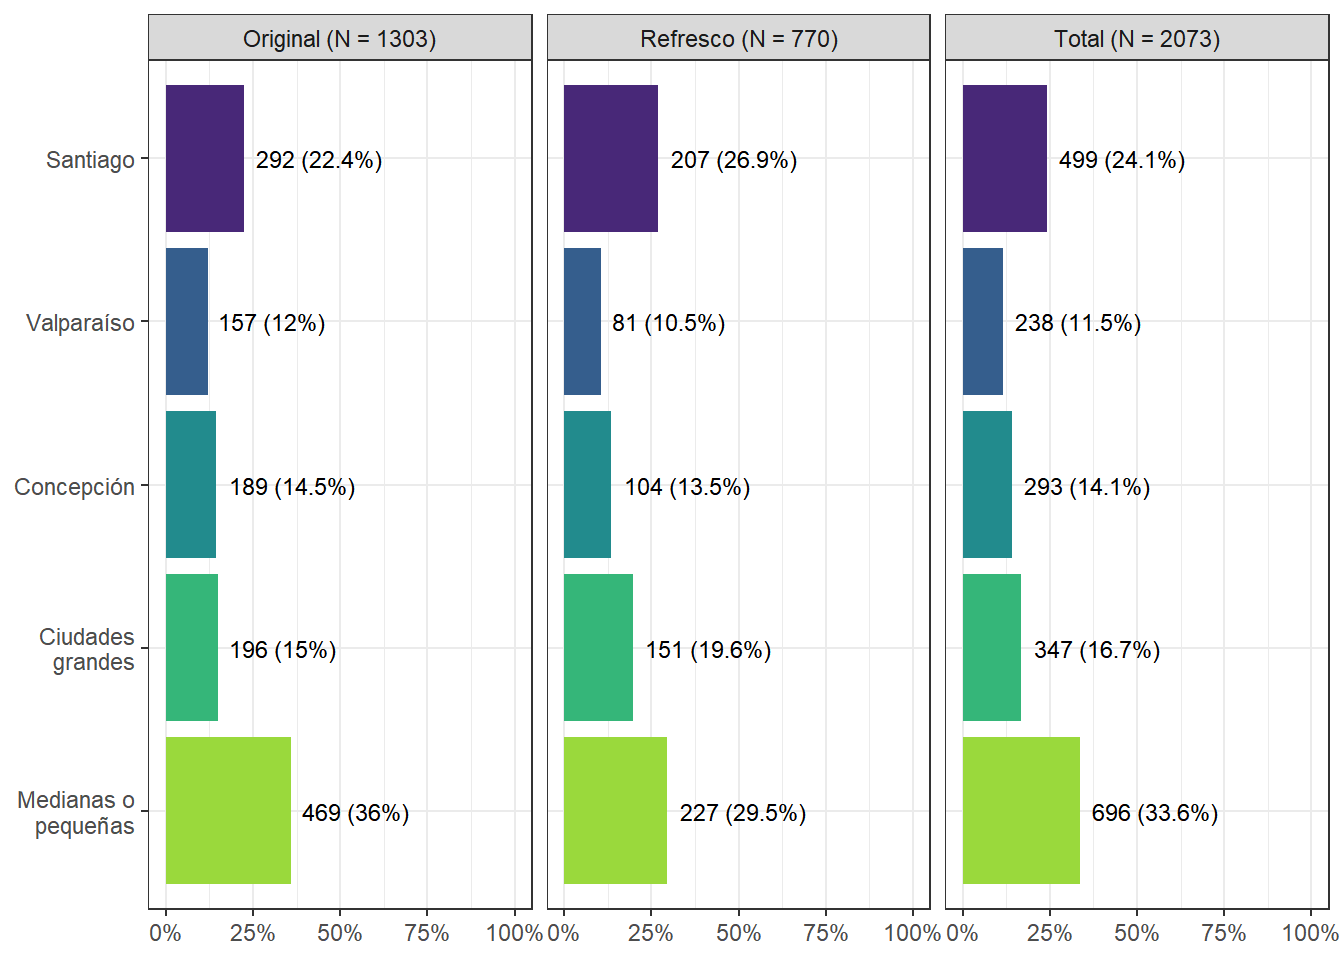 Original (N = 1303)
Refresco (N = 770)
Total (N = 2073)
Santiago
292 (22.4%)
207 (26.9%)
499 (24.1%)
Valparaíso
157 (12%)
81 (10.5%)
238 (11.5%)
Concepción
189 (14.5%)
104 (13.5%)
293 (14.1%)
Ciudades
grandes
196 (15%)
151 (19.6%)
347 (16.7%)
Medianas o
pequeñas
469 (36%)
227 (29.5%)
696 (33.6%)
0% 25% 50% 75% 100%
0% 25% 50% 75% 100%
0% 25% 50% 75% 100%